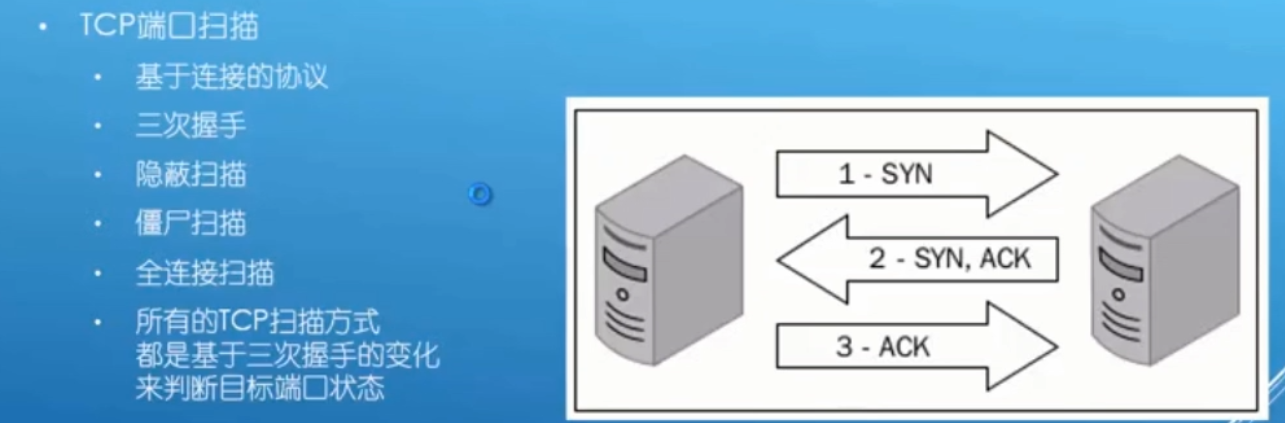 TCP端口扫描
基于连接的协议
三次握手
隐蔽扫描
僵尸扫描
全连接扫描
所有的TCP扫描方式
都是基于三次握手的变化
来判断目标端口状态
1 - SYN
2 - SYN, ACK
3 - ACK